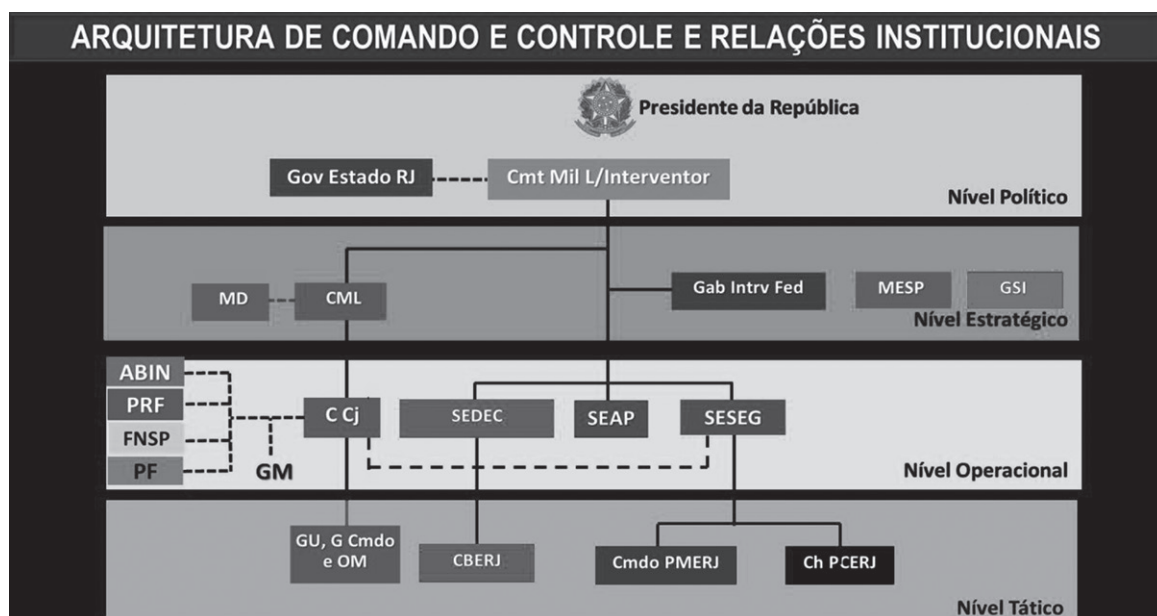 ARQUITETURA DE COMANDO E CONTROLE E RELAÇÕES INSTITUCIONAIS
Presidente da República
Gov Estado RJ
Cmt Mil L/Interventor
Nível Político
MD
CML
Gab Intrv Fed
MESP
GSI
Nível Estratégico
ABIN
PRF
FNSP
PF
GM
C Cj
SEDEC
SEAP
SESEG
Nível Operacional
GU, G Cmdo
e OM
CBERJ
Cmdo PMERJ
Ch PCERJ
Nível Tático